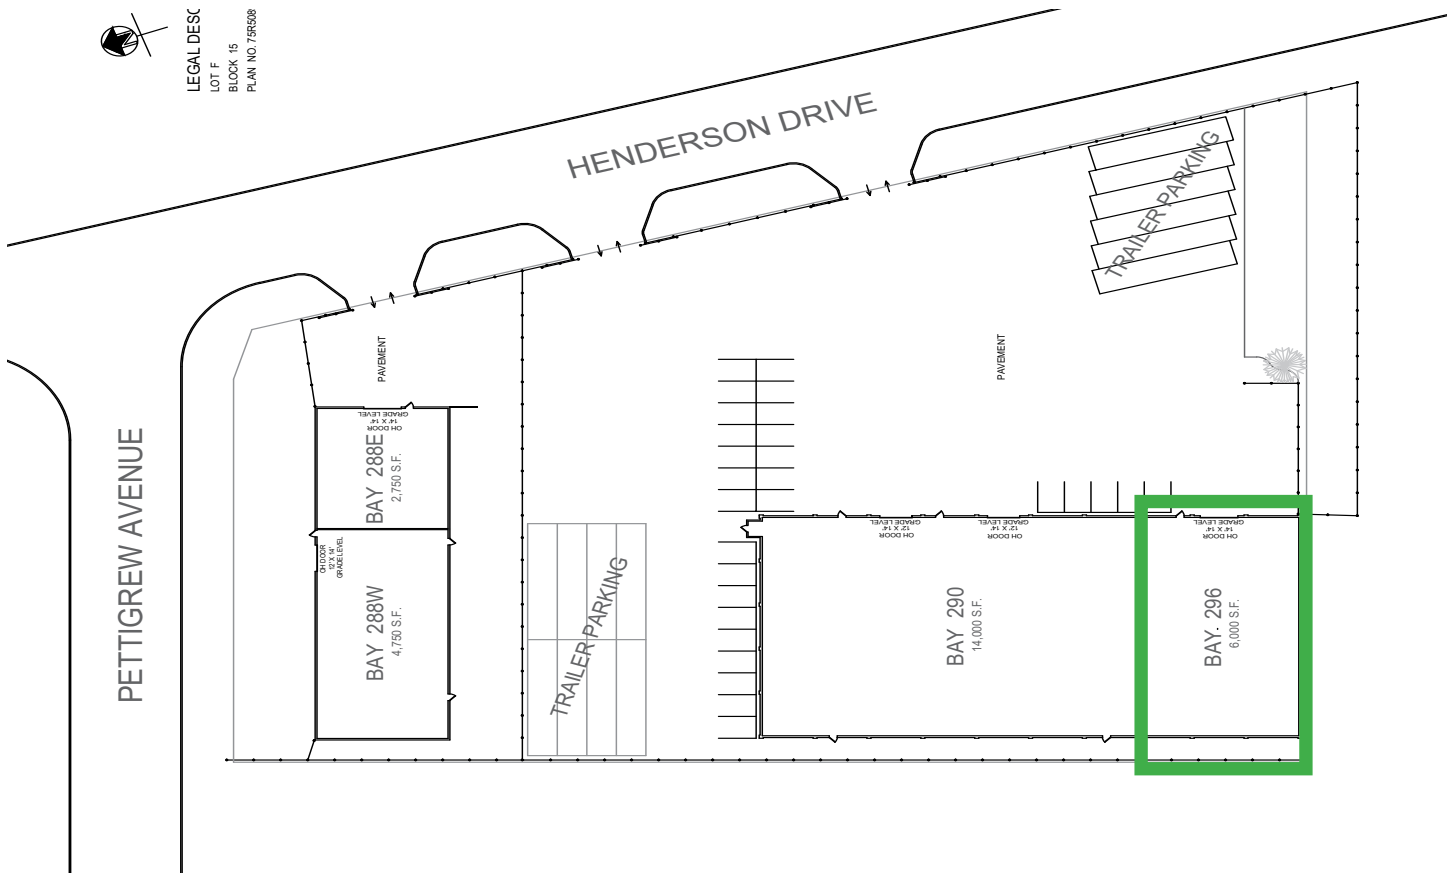 LEGAL DESC
LOT F
BLOCK 15
PLAN NO. 75R508
HENDERSON DRIVE
PETTIGREW AVENUE
TRAILER PARKING
PAVEMENT
PAVEMENT
OH DOOR
14' X 14'
GRADE LEVEL
BAY 288E
2,750 S.F.
OH DOOR
12' X 14'
GRADE LEVEL
BAY 288W
4,750 S.F.
TRAILER PARKING
OH DOOR
12' X 14'
GRADE LEVEL
OH DOOR
12' X 14'
GRADE LEVEL
BAY 290
14,000 S.F.
OH DOOR
14' X 14'
GRADE LEVEL
BAY. 296
6,000 S.F.